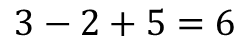 3 − 2 + 5 = 6